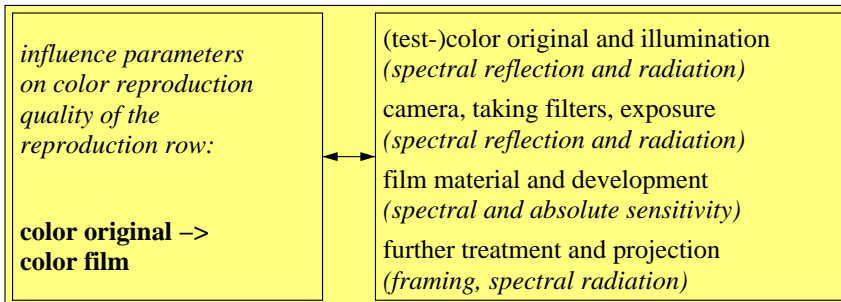 influence parameters
on color reproduction
quality of the
reproduction row:
color original −>
color film
(test-)color original and illumination
(spectral reflection and radiation)
camera, taking filters, exposure
(spectral reflection and radiation)
film material and development
(spectral and absolute sensitivity)
further treatment and projection
(framing, spectral radiation)